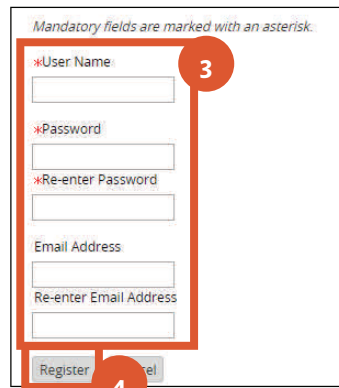 Mandatory fields are marked with an asterisk.
*User Name
3
*Password
*Re-enter Password
Email Address
Re-enter Email Address
Register
4